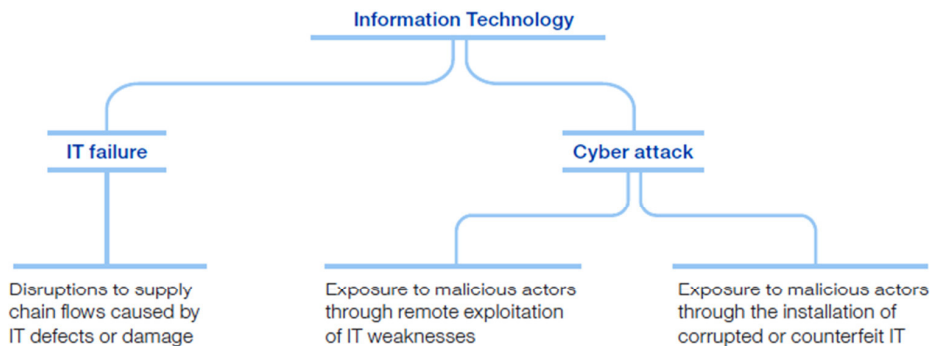 Information Technology
IT failure
Cyber attack
Disruptions to supply
chain flows caused by
IT defects or damage
Exposure to malicious actors
through remote exploitation
of IT weaknesses
Exposure to malicious actors
through the installation of
corrupted or counterfeit IT